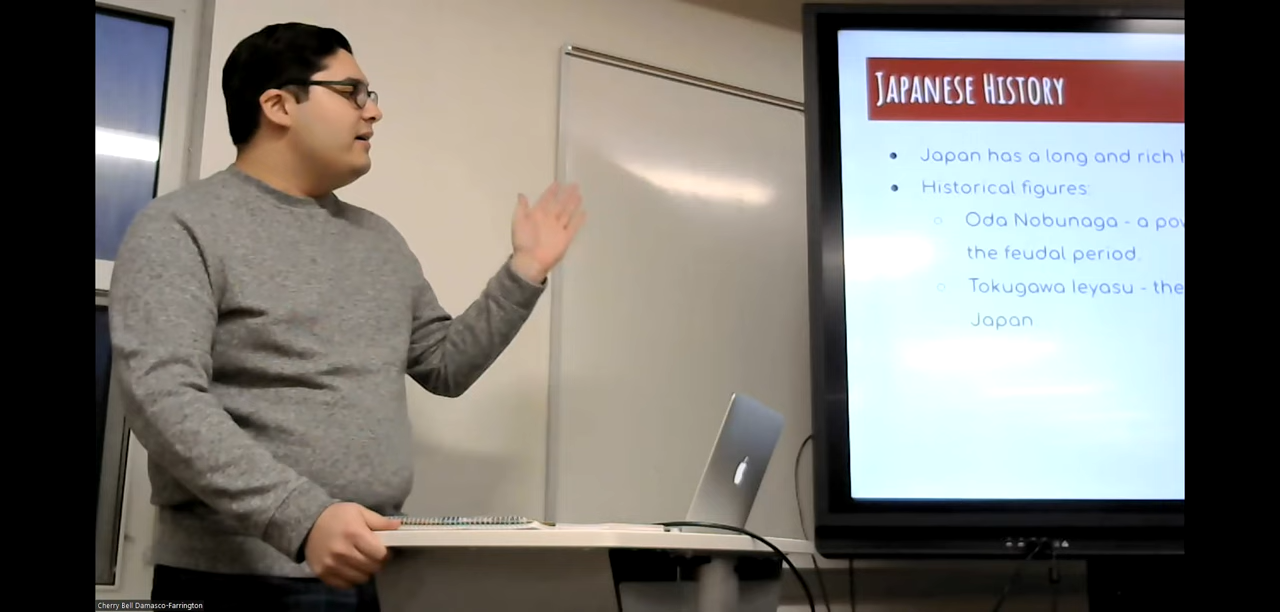 JAPANESE HISTORY
Japan has a long and rich
Historical figures:
Oda Nobunaga - a
the feudal period.
Tokugawa Ieyasu - the
Japan
Cherry Bell Damasco-Farrington